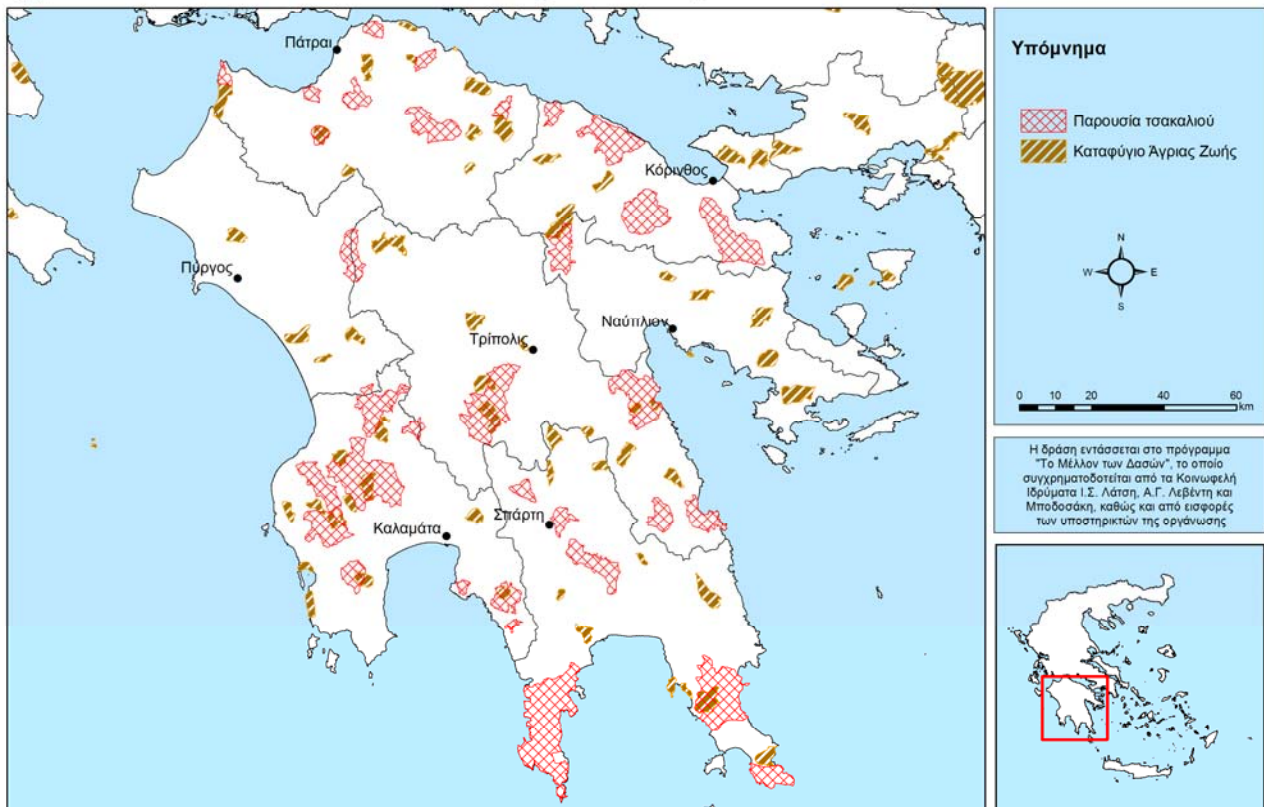 Πάτραι
Κόρινθος
Πύργος
Ναύπλιον
Τρίπολις
Σπάρτη
Καλαμάτα
Υπόμνημα
Παρουσία τσακαλιού
Καταφύγιο Άγριας Ζωής
N
W E
S
0 10 20 40 60
km
Η δράση εντάσσεται στο πρόγραμμα
"Το Μέλλον των Δασών", το οποίο
συγχρηματοδοτείται από τα Κοινωφελή
Ιδρύματα Ι.Σ. Λάτση, Α.Γ. Λεβέντη και
Μποδοσάκη, καθώς και από εισφορές
των υποστηρικτών της οργάνωσης